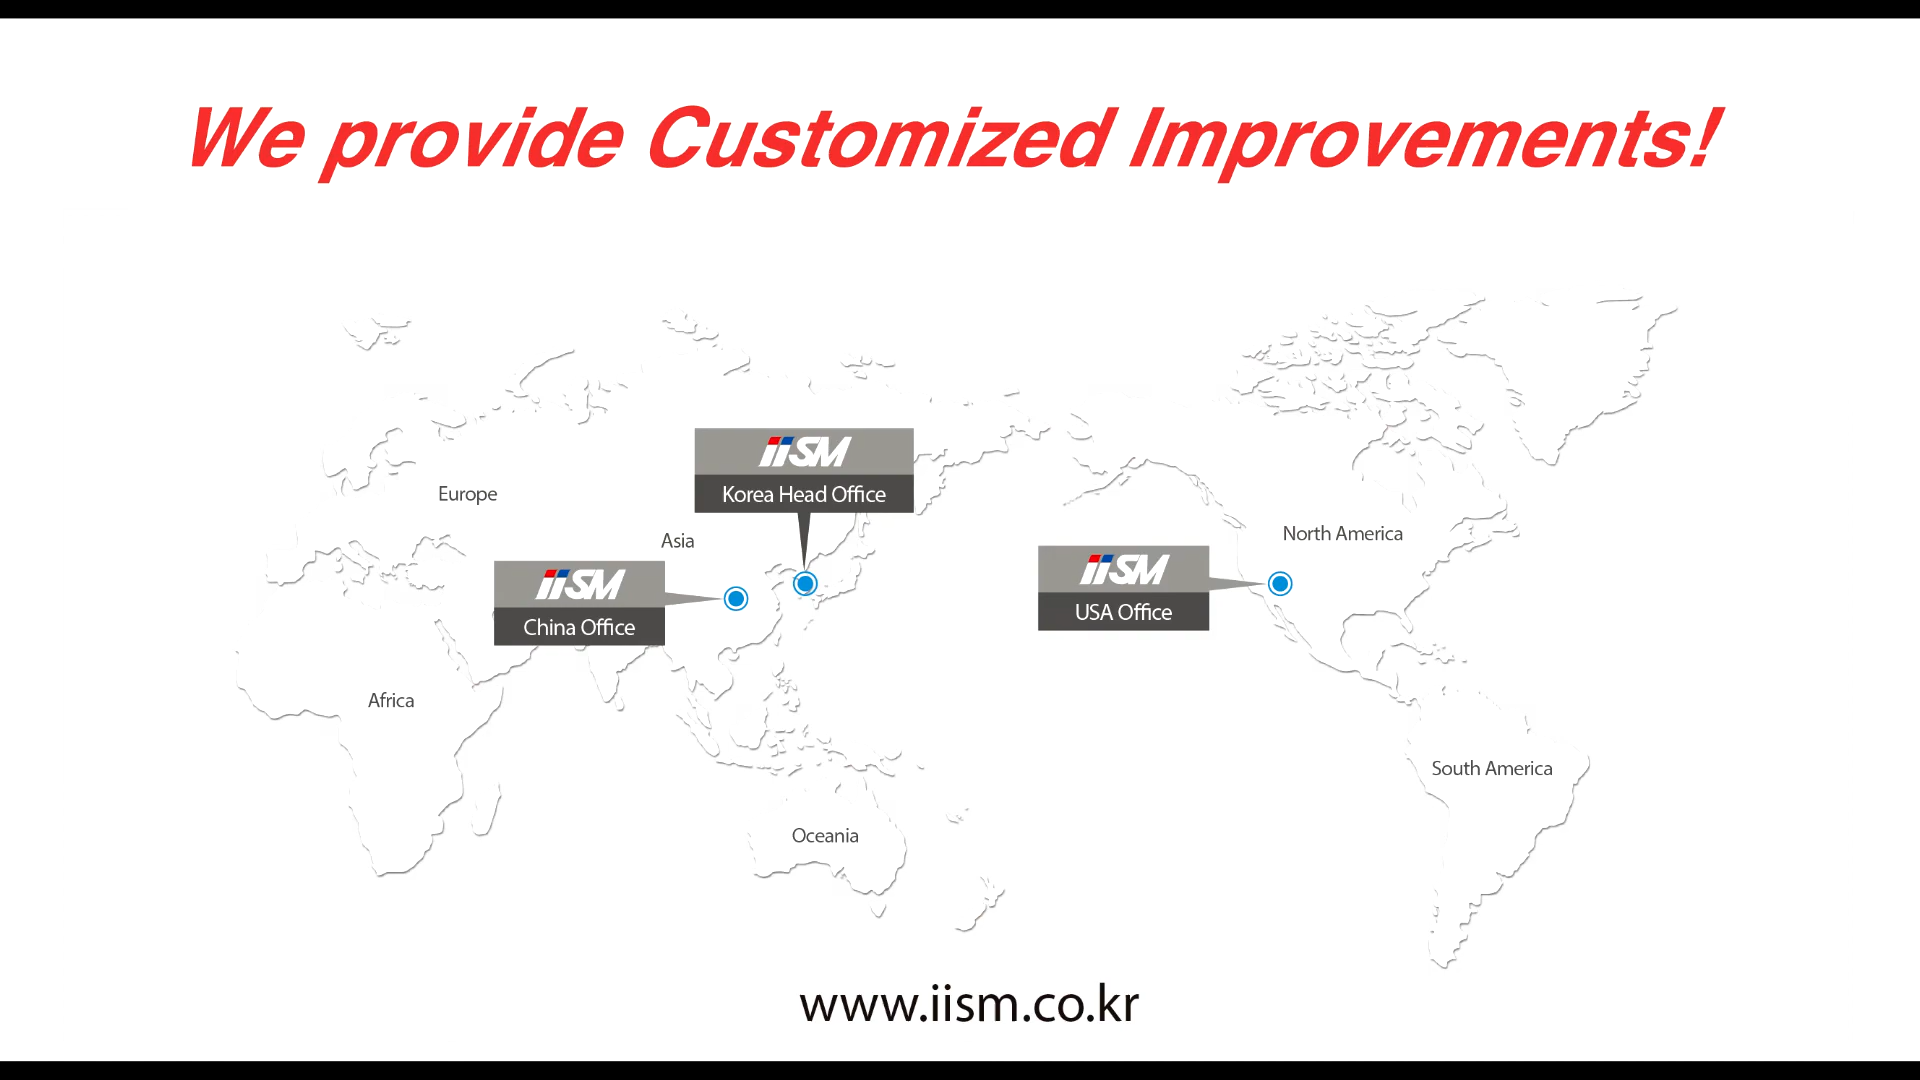 We provide Customized Improvements!
iiSM
Korea Head Office
Europe
Asia
North America
iiSM
USA Office
iiSM
China Office
Africa
South America
Oceania
www.iism.co.kr